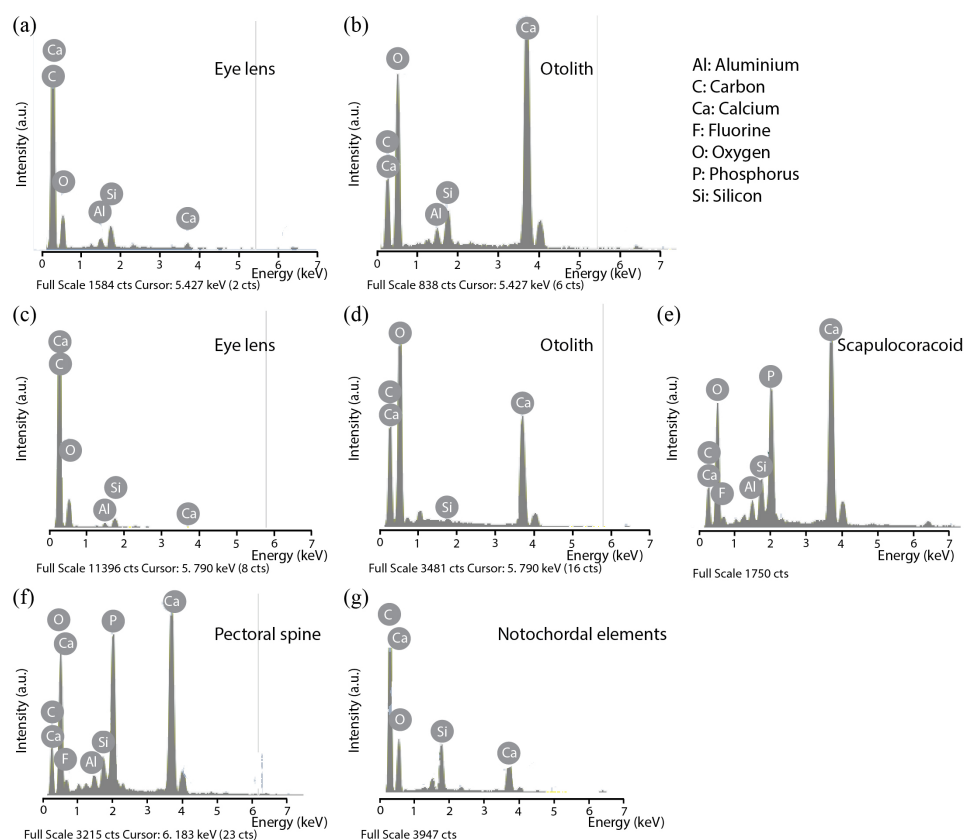 (a)
Ca
C
O
Al
Si
Ca
Eye lens
Intensity (a.u.)
0 1 2 3 4 5 6 7
Energy (keV)
Full Scale 1584 cts Cursor: 5.427 keV (2 cts)
(b)
Ca
O
C
Ca
Al
Si
Otolith
Intensity (a.u.)
0 1 2 3 4 5 6 7
Energy (keV)
Full Scale 838 cts Cursor: 5.427 keV (6 cts)
Al: Aluminium
C: Carbon
Ca: Calcium
F: Fluorine
O: Oxygen
P: Phosphorus
Si: Silicon
(c)
Ca
C
O
Al
Si
Ca
Eye lens
Intensity (a.u.)
0 1 2 3 4 5 6 7
Energy (keV)
Full Scale 11396 cts Cursor: 5. 790 keV (8 cts)
(d)
O
C
Ca
Si
Ca
Otolith
Intensity (a.u.)
0 1 2 3 4 5 6 7
Energy (keV)
Full Scale 3481 cts Cursor: 5. 790 keV (16 cts)
(e)
Ca
Scapulocoracoid
P
O
C
Ca
F
Al
Si
Intensity (a.u.)
0 1 2 3 4 5 6 7
Energy (keV)
Full Scale 1750 cts
(f)
O
Ca
P
Ca
C
Ca
F
Al
Si
Pectoral spine
Intensity (a.u.)
0 1 2 3 4 5 6 7
Energy (keV)
Full Scale 3215 cts Cursor: 6. 183 keV (23 cts)
(g)
C
Ca
O
Si
Ca
Notochordal elements
Intensity (a.u.)
0 1 2 3 4 5 6 7
Energy (keV)
Full Scale 3947 cts